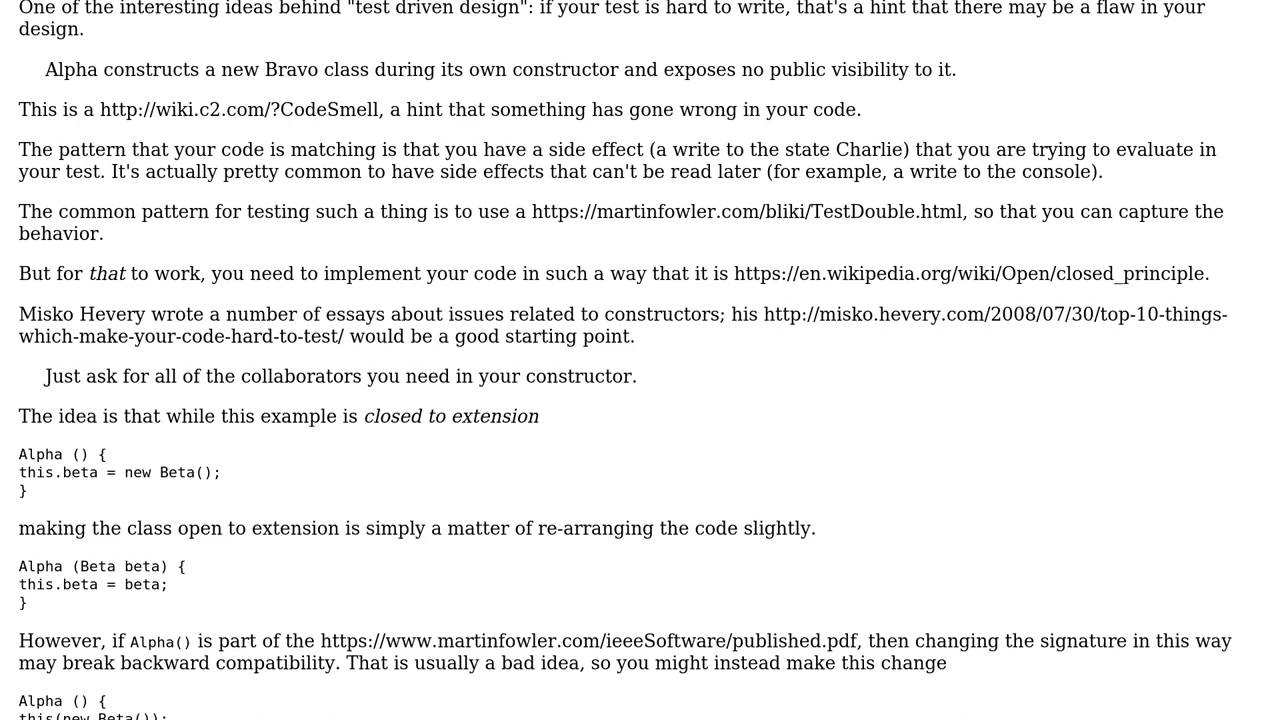 One of the interesting ideas behind "test driven design": if your test is hard to write, that's a hint that there may be a flaw in your
design.
Alpha constructs a new Bravo class during its own constructor and exposes no public visibility to it.
This is a http://wiki.c2.com/?CodeSmell, a hint that something has gone wrong in your code.
The pattern that your code is matching is that you have a side effect (a write to the state Charlie) that you are trying to evaluate in
your test. It's actually pretty common to have side effects that can't be read later (for example, a write to the console).
The common pattern for testing such a thing is to use a https://martinfowler.com/bliki/TestDouble.html, so that you can capture the
behavior.
But for that to work, you need to implement your code in such a way that it is https://en.wikipedia.org/wiki/Open/closed_principle.
Misko Hevery wrote a number of essays about issues related to constructors; his http://misko.hevery.com/2008/07/30/top-10-things-
which-make-your-code-hard-to-test/ would be a good starting point.
Just ask for all of the collaborators you need in your constructor.
The idea is that while this example is closed to extension
Alpha () {
this.beta = new Beta();
}
making the class open to extension is simply a matter of re-arranging the code slightly.
Alpha (Beta beta) {
this.beta = beta;
}
However, if Alpha() is part of the https://www.martinfowler.com/ieeeSoftware/published.pdf, then changing the signature in this way
may break backward compatibility. That is usually a bad idea, so you might instead make this change
Alpha () {
this(new Beta());